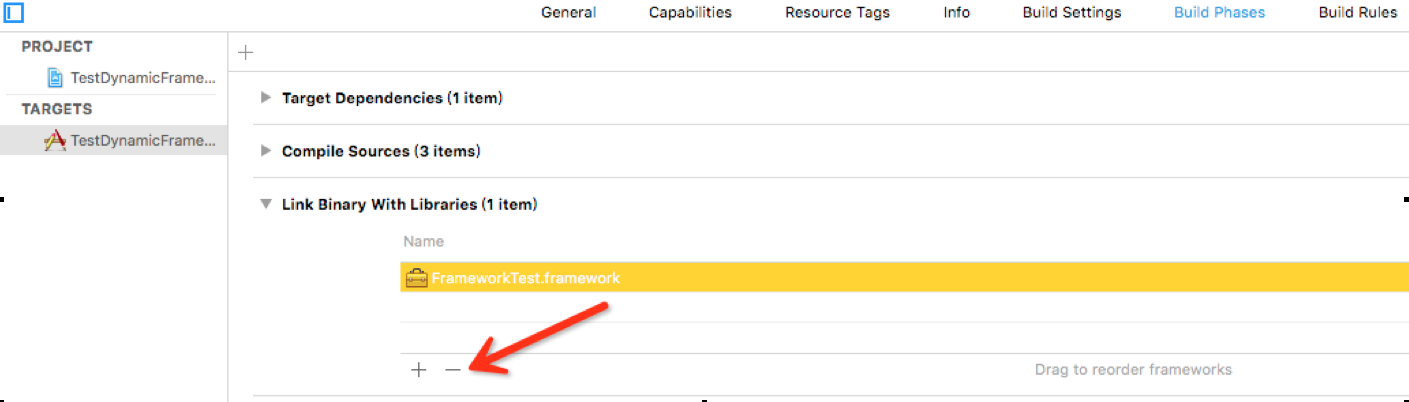 General Capabilities Resource Tags Info Build Settings Build Phases Build Rules
PROJECT
TestDynamicFrame...
TARGETS
TestDynamicFrame...
Target Dependencies (1 item)
Compile Sources (3 items)
Link Binary With Libraries (1 item)
Name
FrameworkTest.framework
Drag to reorder frameworks